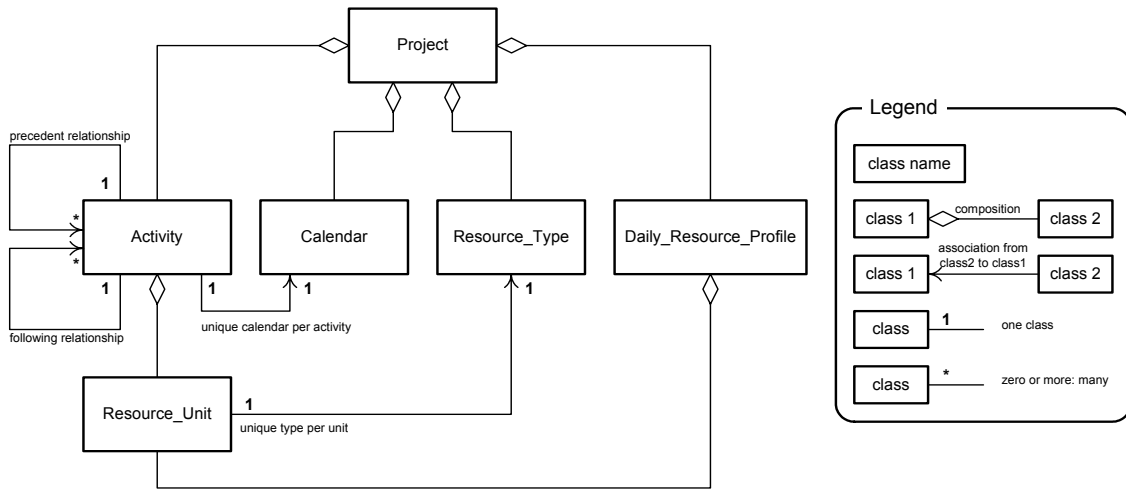 Project
precedent relationship
1
*
Activity
*
1
following relationship
Calendar
1
1
unique calendar per activity
Resource_Type
1
Daily_Resource_Profile
Resource_Unit
1
unique type per unit
Legend
class name
class 1
composition
class 2
class 1
association from
class2 to class1
class 2
class
1
one class
class
*
zero or more: many